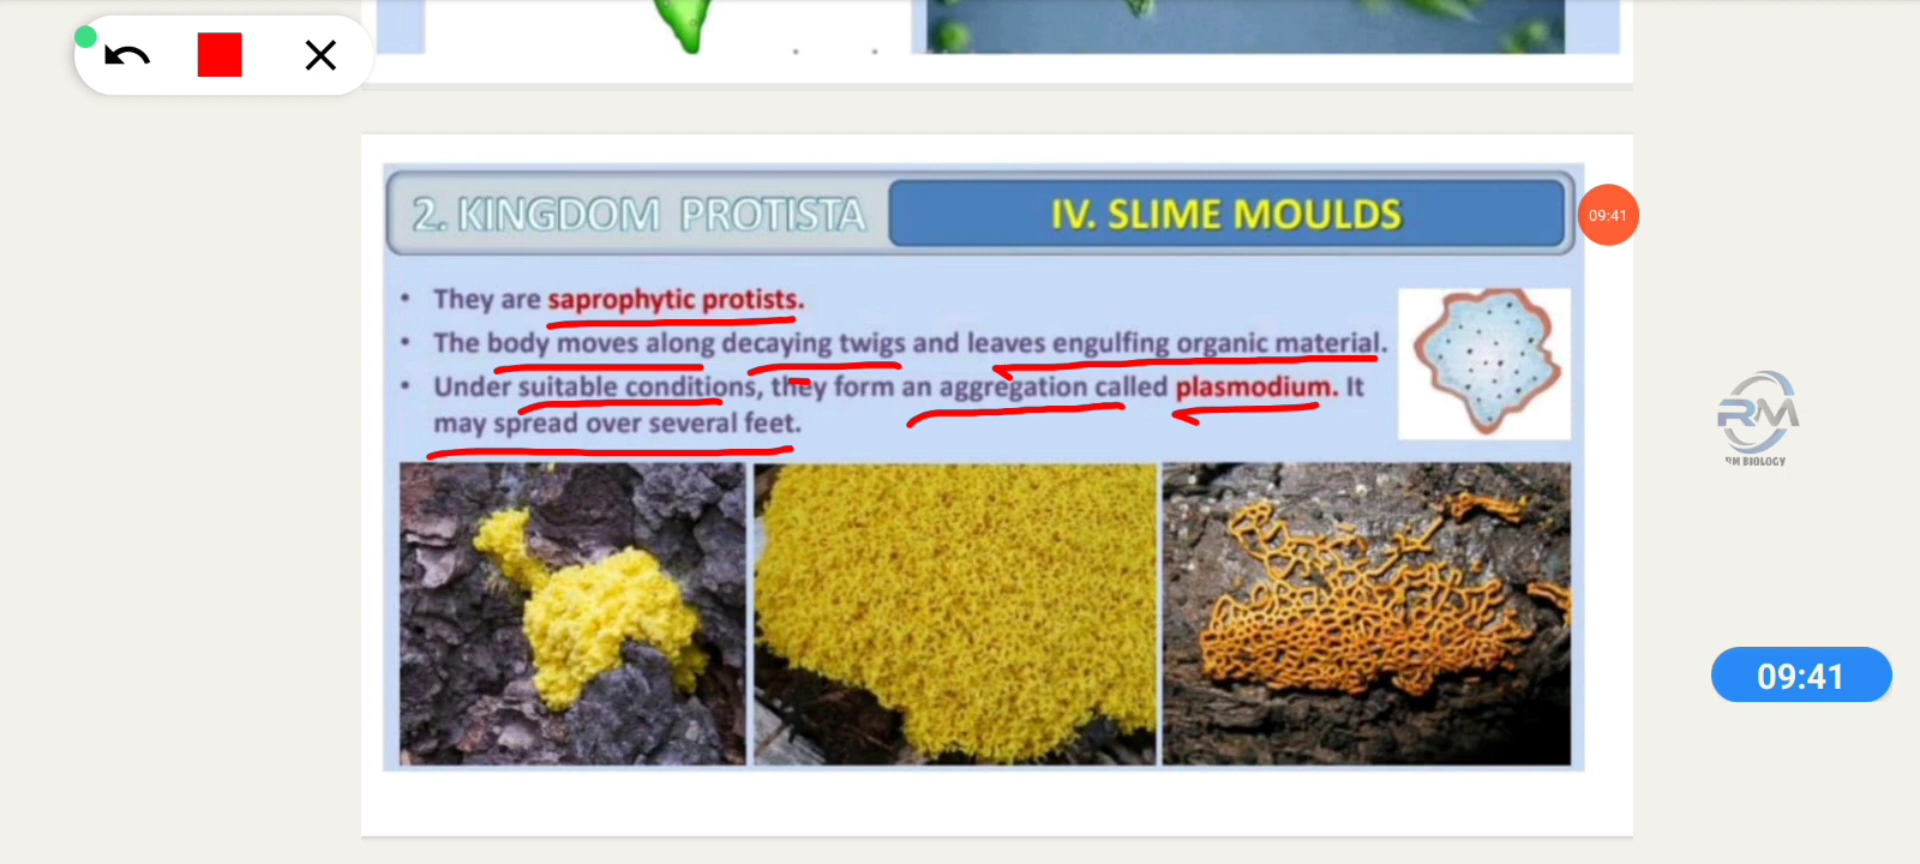 2. KINGDOM PROTISTA
IV. SLIME MOULDS
09:41
• They are saprophytic protists.
• The body moves along decaying twigs and leaves engulfing organic material.
• Under suitable conditions, they form an aggregation called plasmodium. It
may spread over several feet.
RM
RM BIOLOGY
09:41